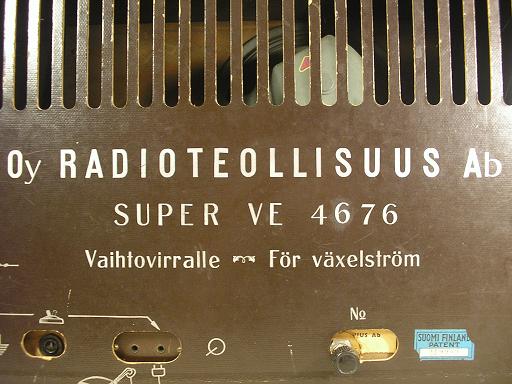 Oy RADIOTEOLLISUUS Ab
SUPER VE 4676
Vaihtovirralle För växelström
No
SUOMI FINLAND
PATENT